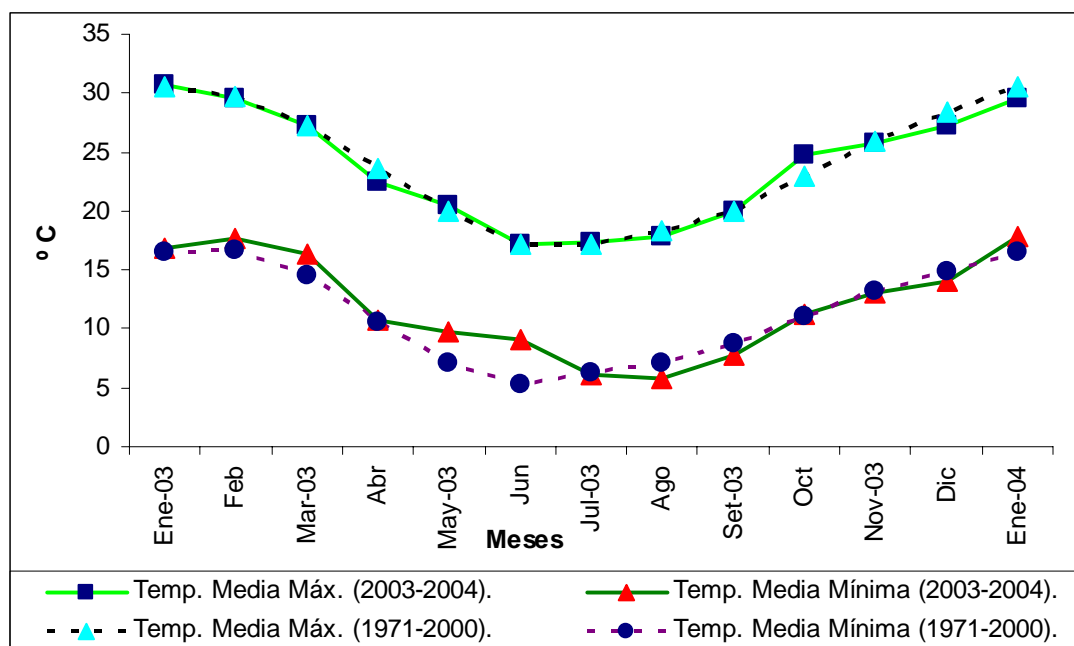 35
30
25
20
15
10
5
0
º C
Ene-03
Feb
Mar-03
Abr
May-03
Jun
Jul-03
Ago
Set-03
Oct
Nov-03
Dic
Ene-04
Meses
Temp. Media Máx. (2003-2004).
Temp. Media Mínima (2003-2004).
Temp. Media Máx. (1971-2000).
Temp. Media Mínima (1971-2000).